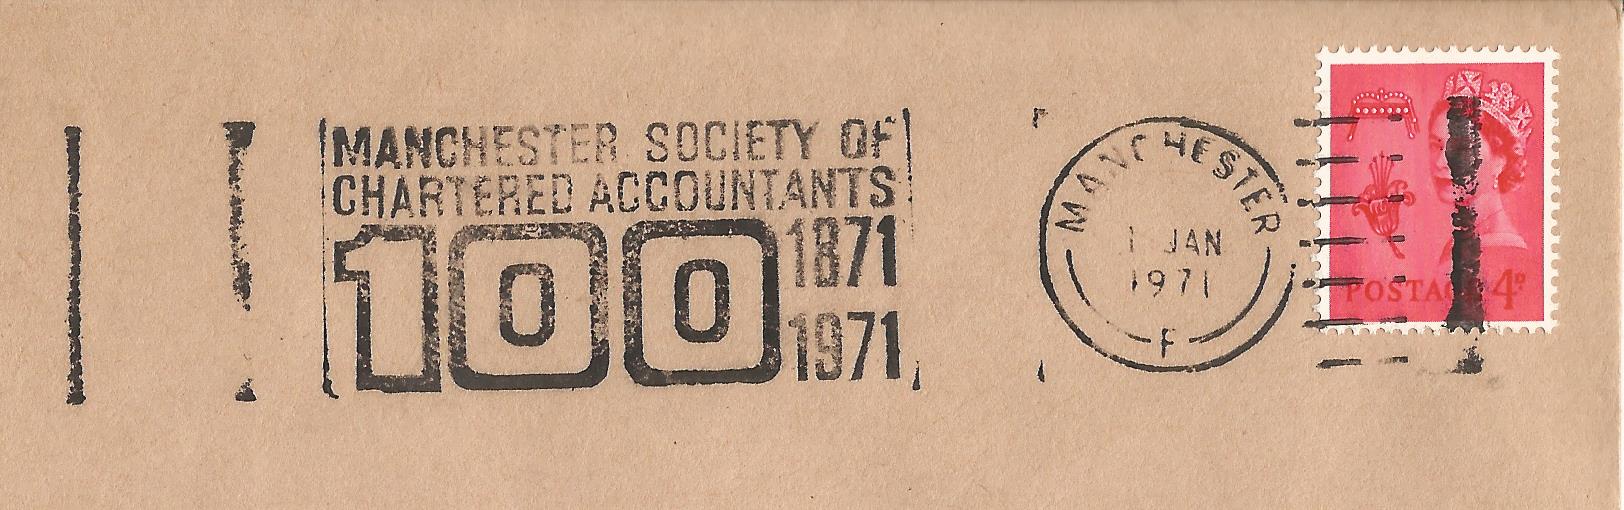 MANCHESTER SOCIETY OF
CHARTERED ACCOUNTANTS
100
1871
1971
MANCHESTER
1 JAN
1971
F
POSTAGE 4D